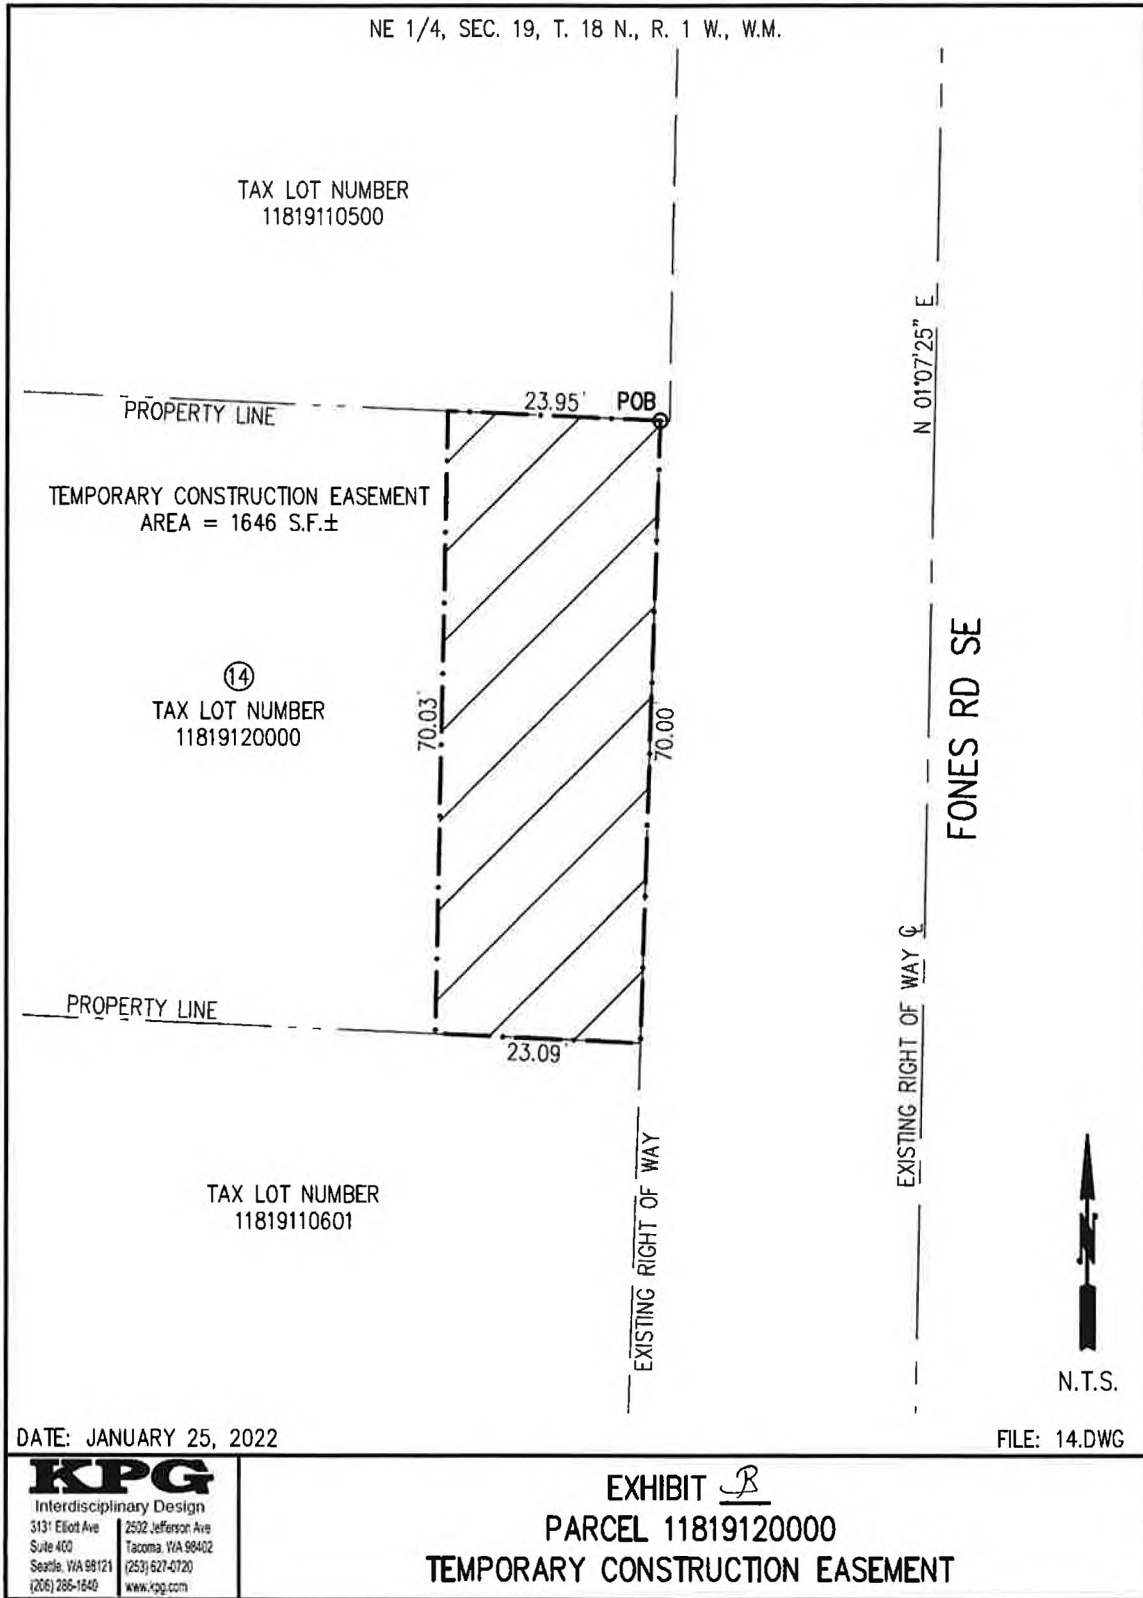 NE 1/4, SEC. 19, T. 18 N., R. 1 W., W.M.
TAX LOT NUMBER
11819110500
N 01°07'25" E
23.95'
POB
PROPERTY LINE
TEMPORARY CONSTRUCTION EASEMENT
AREA = 1646 S.F.±
14
TAX LOT NUMBER
11819120000
70.03'
70.00'
FONES RD SE
PROPERTY LINE
23.09'
EXISTING RIGHT OF WAY ℄
EXISTING RIGHT OF WAY
TAX LOT NUMBER
11819110601
N
N.T.S.
DATE: JANUARY 25, 2022
FILE: 14.DWG
KPG
Interdisciplinary Design
3131 Elliott Ave
Suite 400
Seattle, WA 98121
(206) 286-1640
2502 Jefferson Ave
Tacoma, WA 98402
(253) 627-0720
www.kpg.com
EXHIBIT B
PARCEL 11819120000
TEMPORARY CONSTRUCTION EASEMENT